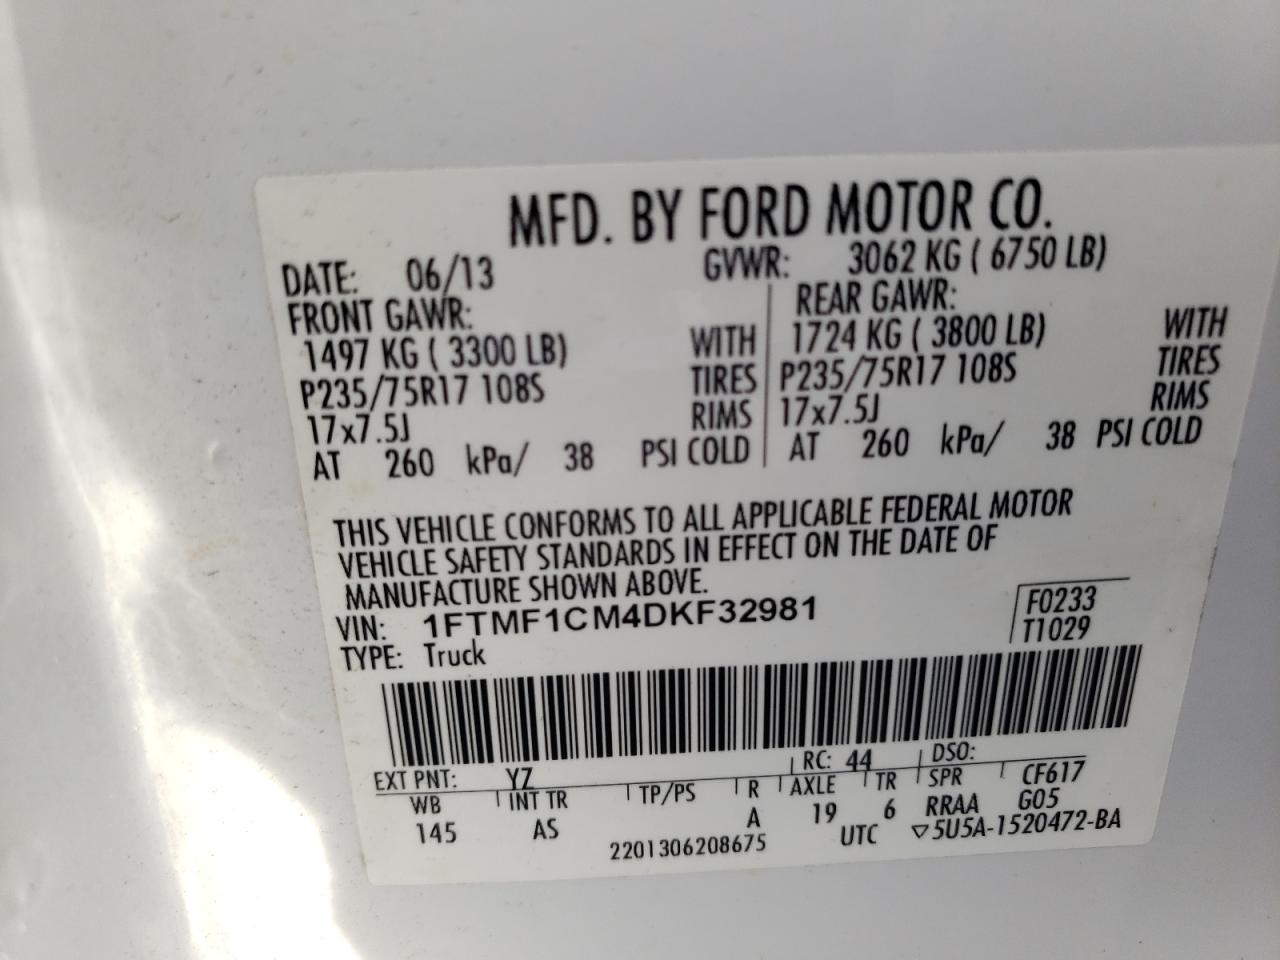 MFD. BY FORD MOTOR CO.
DATE: 06/13 GVWR: 3062 KG ( 6750 LB)
FRONT GAWR: REAR GAWR:
1497 KG ( 3300 LB) WITH 1724 KG ( 3800 LB) WITH
P235/75R17 108S TIRES P235/75R17 108S TIRES
17x7.5J RIMS 17x7.5J RIMS
AT 260 kPa/ 38 PSI COLD AT 260 kPa/ 38 PSI COLD
THIS VEHICLE CONFORMS TO ALL APPLICABLE FEDERAL MOTOR
VEHICLE SAFETY STANDARDS IN EFFECT ON THE DATE OF
MANUFACTURE SHOWN ABOVE.
VIN: 1FTMF1CM4DKF32981 F0233
TYPE: Truck T1029
EXT PNT: YZ RC: 44 DSO:
WB INT TR TP/PS R AXLE TR SPR CF617
145 AS A 19 6 RRAA G05
2201306208675 UTC ▽5U5A-1520472-BA